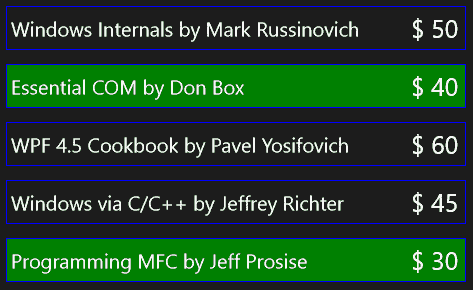 Windows Internals by Mark Russinovich $ 50
Essential COM by Don Box $ 40
WPF 4.5 Cookbook by Pavel Yosifovich $ 60
Windows via C/C++ by Jeffrey Richter $ 45
Programming MFC by Jeff Prosise $ 30